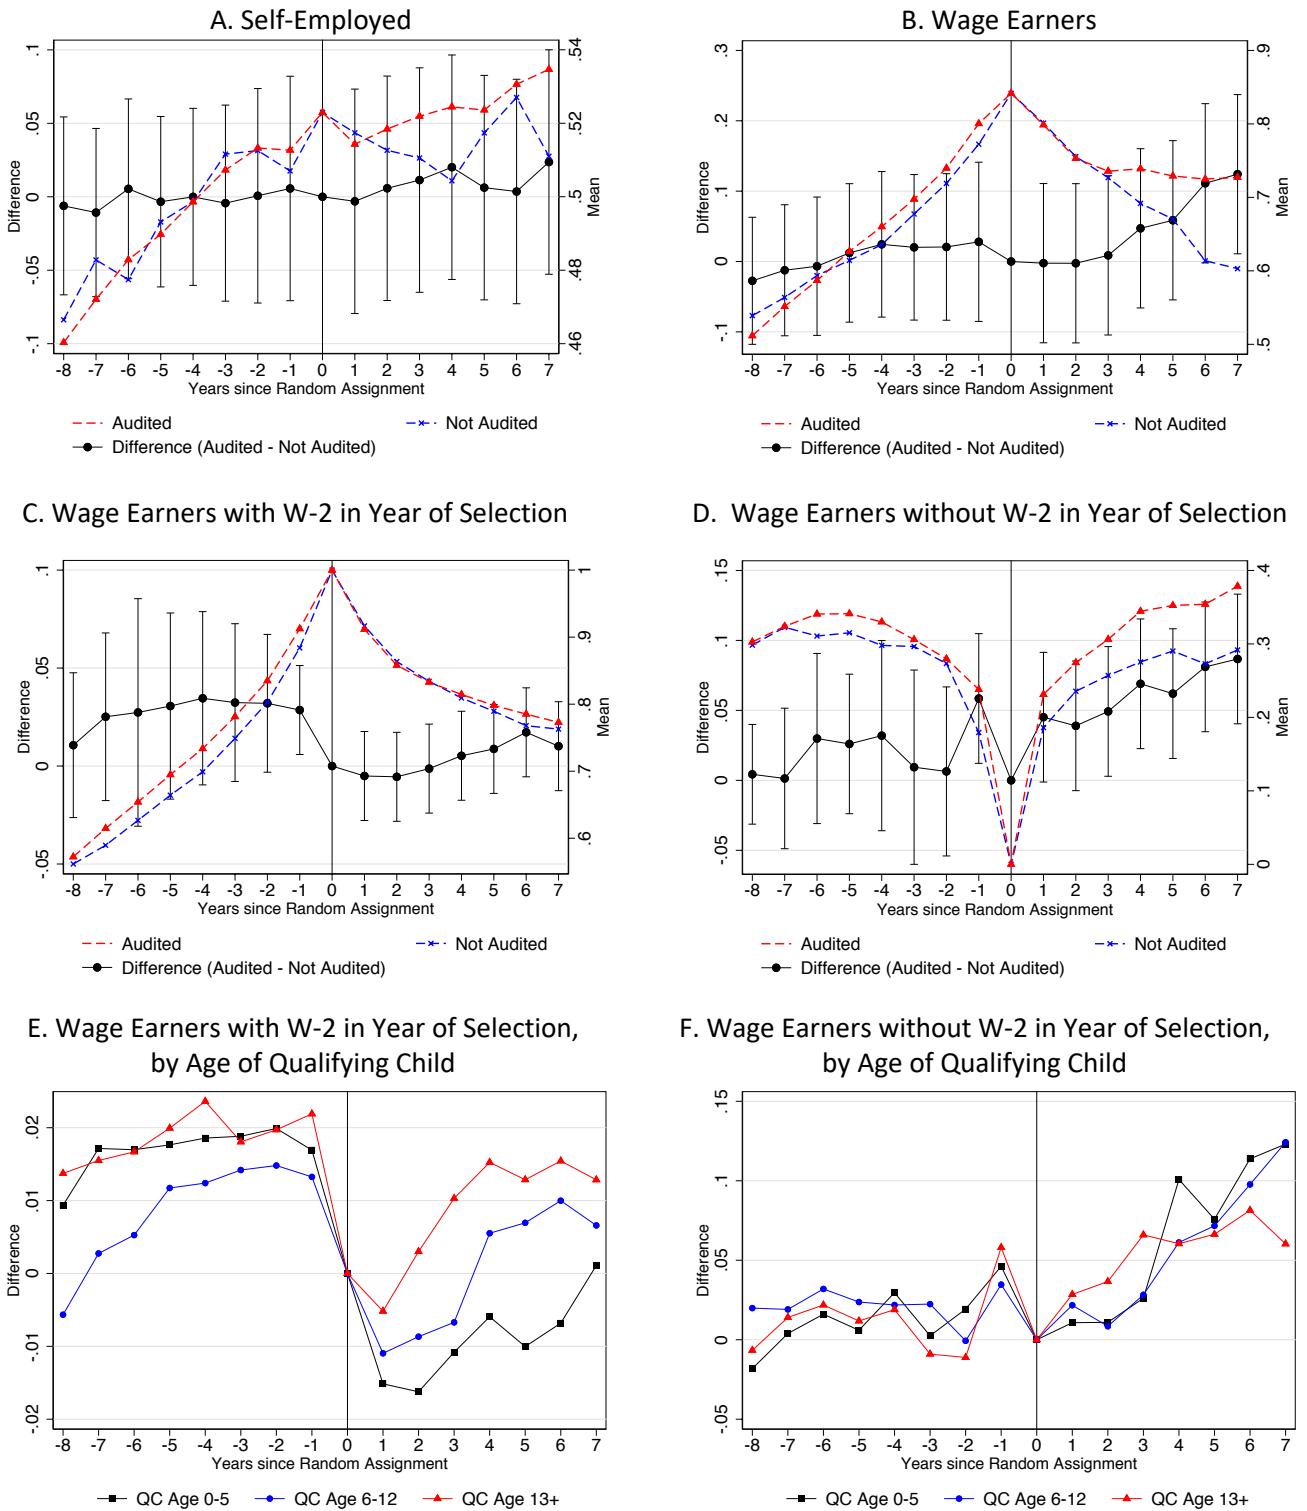 A. Self-Employed
.1
.05
0
-.05
-.1
Difference
.54
.52
.5
.48
.46
Mean
-8 -7 -6 -5 -4 -3 -2 -1 0 1 2 3 4 5 6 7
Years since Random Assignment
Audited
Not Audited
Difference (Audited - Not Audited)
B. Wage Earners
.3
.2
.1
0
-.1
Difference
.9
.8
.7
.6
.5
Mean
-8 -7 -6 -5 -4 -3 -2 -1 0 1 2 3 4 5 6 7
Years since Random Assignment
Audited
Not Audited
Difference (Audited - Not Audited)
C. Wage Earners with W-2 in Year of Selection
.1
.05
0
-.05
Difference
1
.9
.8
.7
.6
Mean
-8 -7 -6 -5 -4 -3 -2 -1 0 1 2 3 4 5 6 7
Years since Random Assignment
Audited
Not Audited
Difference (Audited - Not Audited)
D. Wage Earners without W-2 in Year of Selection
.15
.1
.05
0
-.05
Difference
.4
.3
.2
.1
0
Mean
-8 -7 -6 -5 -4 -3 -2 -1 0 1 2 3 4 5 6 7
Years since Random Assignment
Audited
Not Audited
Difference (Audited - Not Audited)
E. Wage Earners with W-2 in Year of Selection,
by Age of Qualifying Child
.02
.01
0
-.01
-.02
Difference
-8 -7 -6 -5 -4 -3 -2 -1 0 1 2 3 4 5 6 7
Years since Random Assignment
QC Age 0-5 QC Age 6-12 QC Age 13+
F. Wage Earners without W-2 in Year of Selection,
by Age of Qualifying Child
.15
.1
.05
0
-.05
Difference
-8 -7 -6 -5 -4 -3 -2 -1 0 1 2 3 4 5 6 7
Years since Random Assignment
QC Age 0-5 QC Age 6-12 QC Age 13+